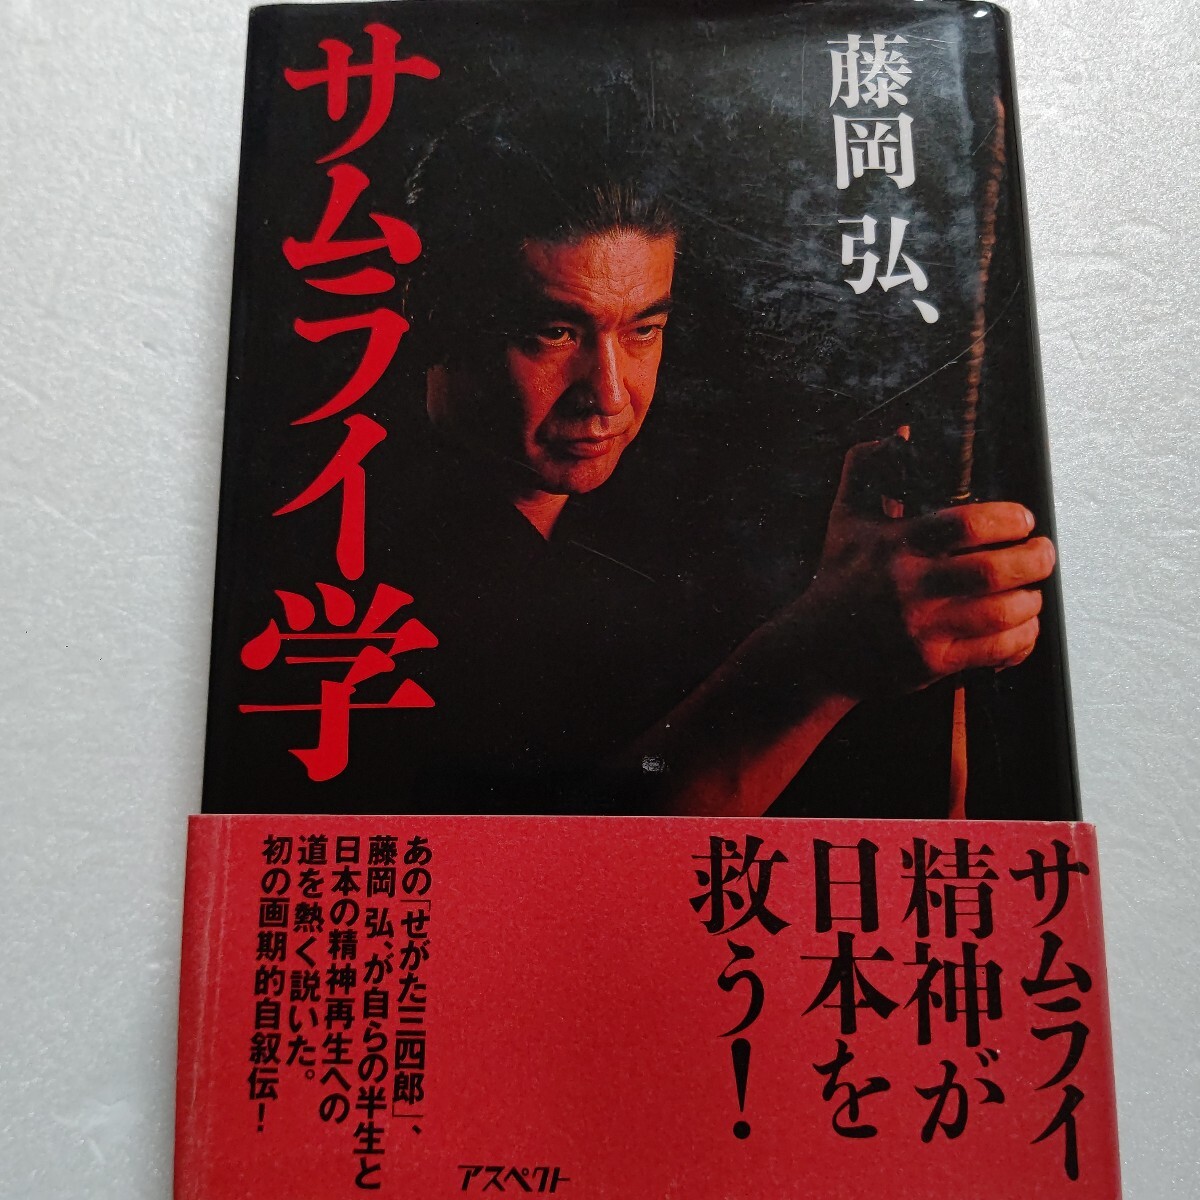 藤岡 弘、
サムライ学
サムライ
精神が
日本を
救う！
あの「せがた三四郎」、
藤岡 弘、が自らの半生と
日本の精神再生への
道を熱く説いた。
初の画期的自叙伝！
アスペクト